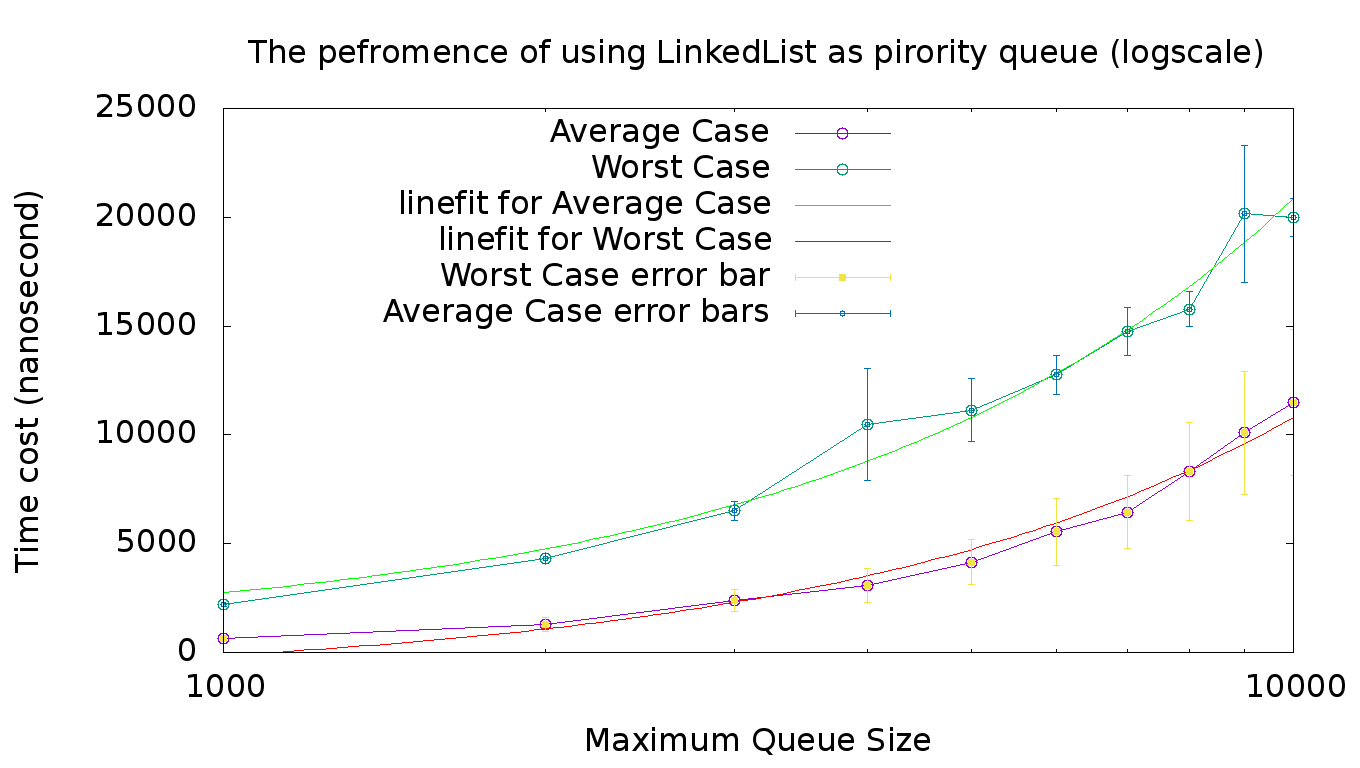 The pefromence of using LinkedList as pirority queue (logscale)
25000
20000
15000
10000
5000
0
Time cost (nanosecond)
Average Case
Worst Case
linefit for Average Case
linefit for Worst Case
Worst Case error bar
Average Case error bars
1000
10000
Maximum Queue Size